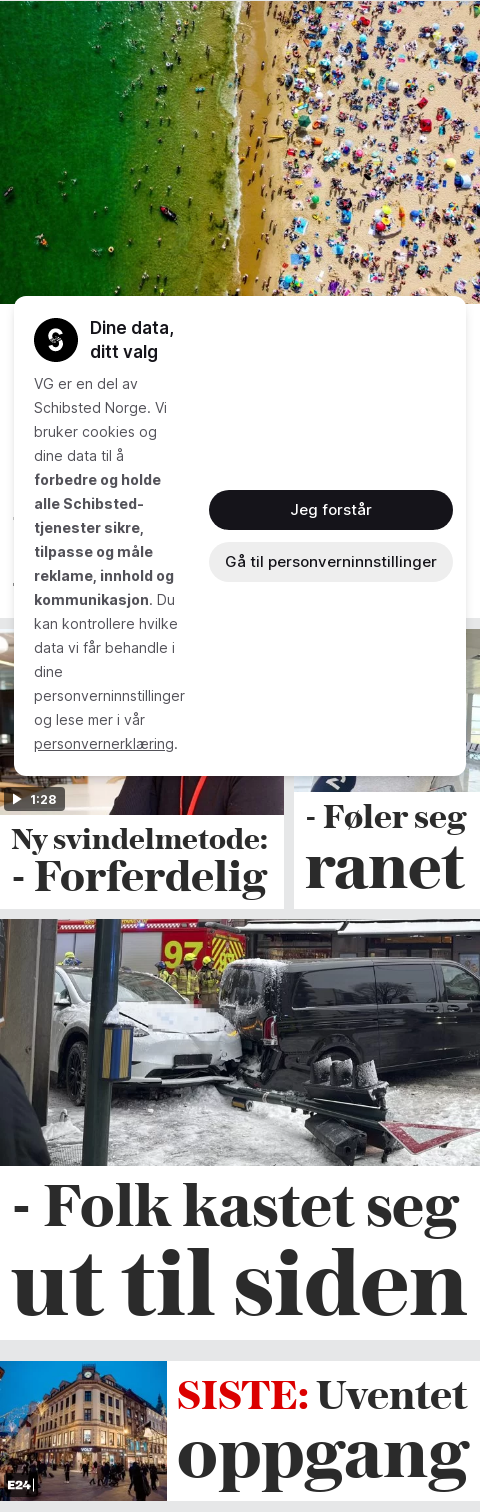 Dine data,
ditt valg
VG er en del av
Schibsted Norge. Vi
bruker cookies og
dine data til å
forbedre og holde
alle Schibsted-
tjenester sikre,
tilpasse og måle
reklame, innhold og
kommunikasjon. Du
kan kontrollere hvilke
data vi får behandle i
dine
personverninnstillinger
og lese mer i vår
personvernerklæring.
Jeg forstår
Gå til personverninnstillinger
1:28
Ny svindelmetode:
- Forferdelig
- Føler seg
ranet
97
- Folk kastet seg
ut til siden
E24
SISTE: Uventet
oppgang